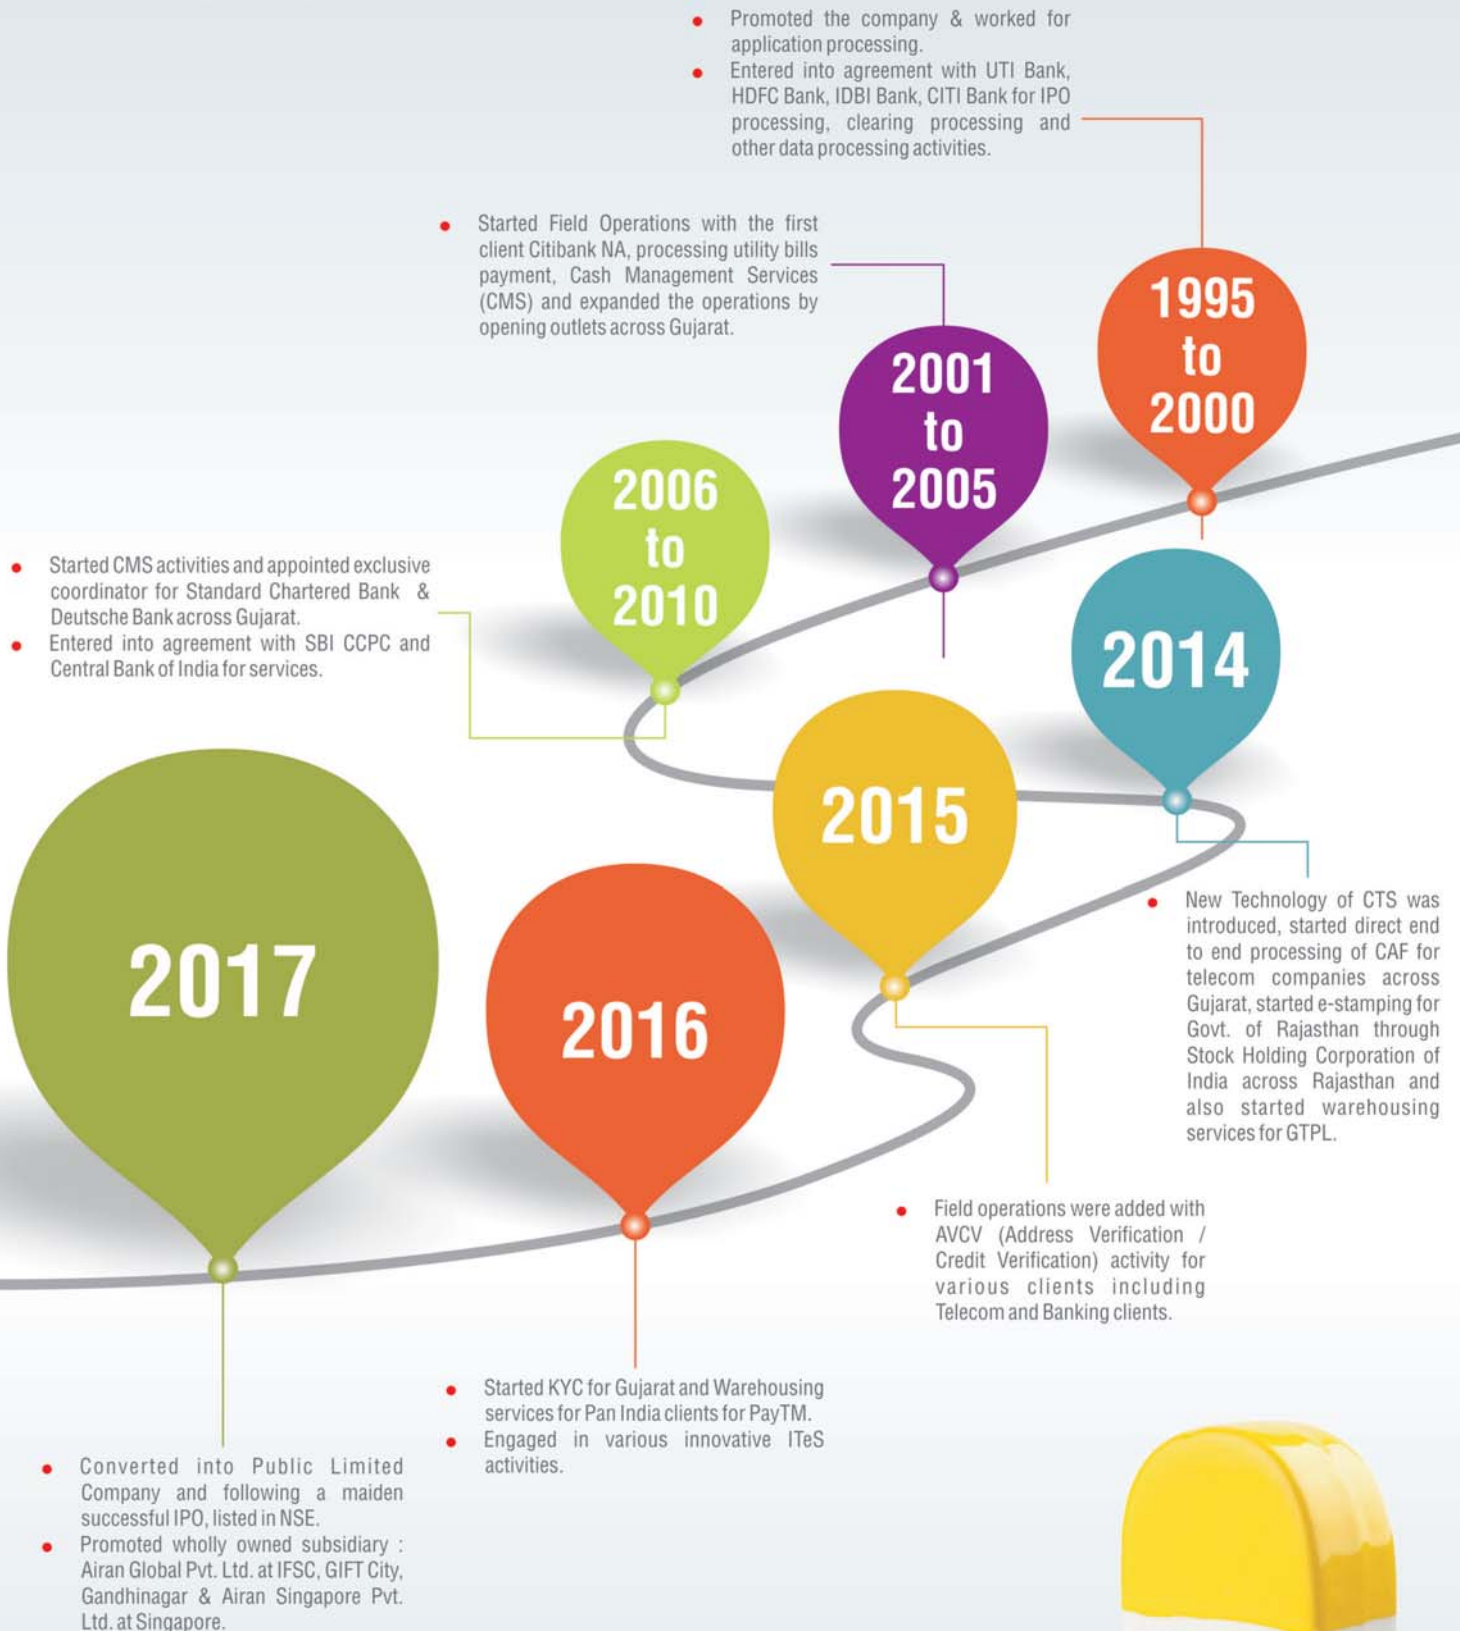 Promoted the company & worked for
application processing.
Entered into agreement with UTI Bank,
HDFC Bank, IDBI Bank, CITI Bank for IPO
processing, clearing processing and
other data processing activities.
1995
to
2000
Started Field Operations with the first
client Citibank NA, processing utility bills
payment, Cash Management Services
(CMS) and expanded the operations by
opening outlets across Gujarat.
2001
to
2005
2006
to
2010
Started CMS activities and appointed exclusive
coordinator for Standard Chartered Bank &
Deutsche Bank across Gujarat.
Entered into agreement with SBI CCPC and
Central Bank of India for services.
2014
New Technology of CTS was
introduced, started direct end
to end processing of CAF for
telecom companies across
Gujarat, started e-stamping for
Govt. of Rajasthan through
Stock Holding Corporation of
India across Rajasthan and
also started warehousing
services for GTPL.
2015
Field operations were added with
AVCV (Address Verification /
Credit Verification) activity for
various clients including
Telecom and Banking clients.
2016
Started KYC for Gujarat and Warehousing
services for Pan India clients for PayTM.
Engaged in various innovative ITeS
activities.
2017
Converted into Public Limited
Company and following a maiden
successful IPO, listed in NSE.
Promoted wholly owned subsidiary :
Airan Global Pvt. Ltd. at IFSC, GIFT City,
Gandhinagar & Airan Singapore Pvt.
Ltd. at Singapore.